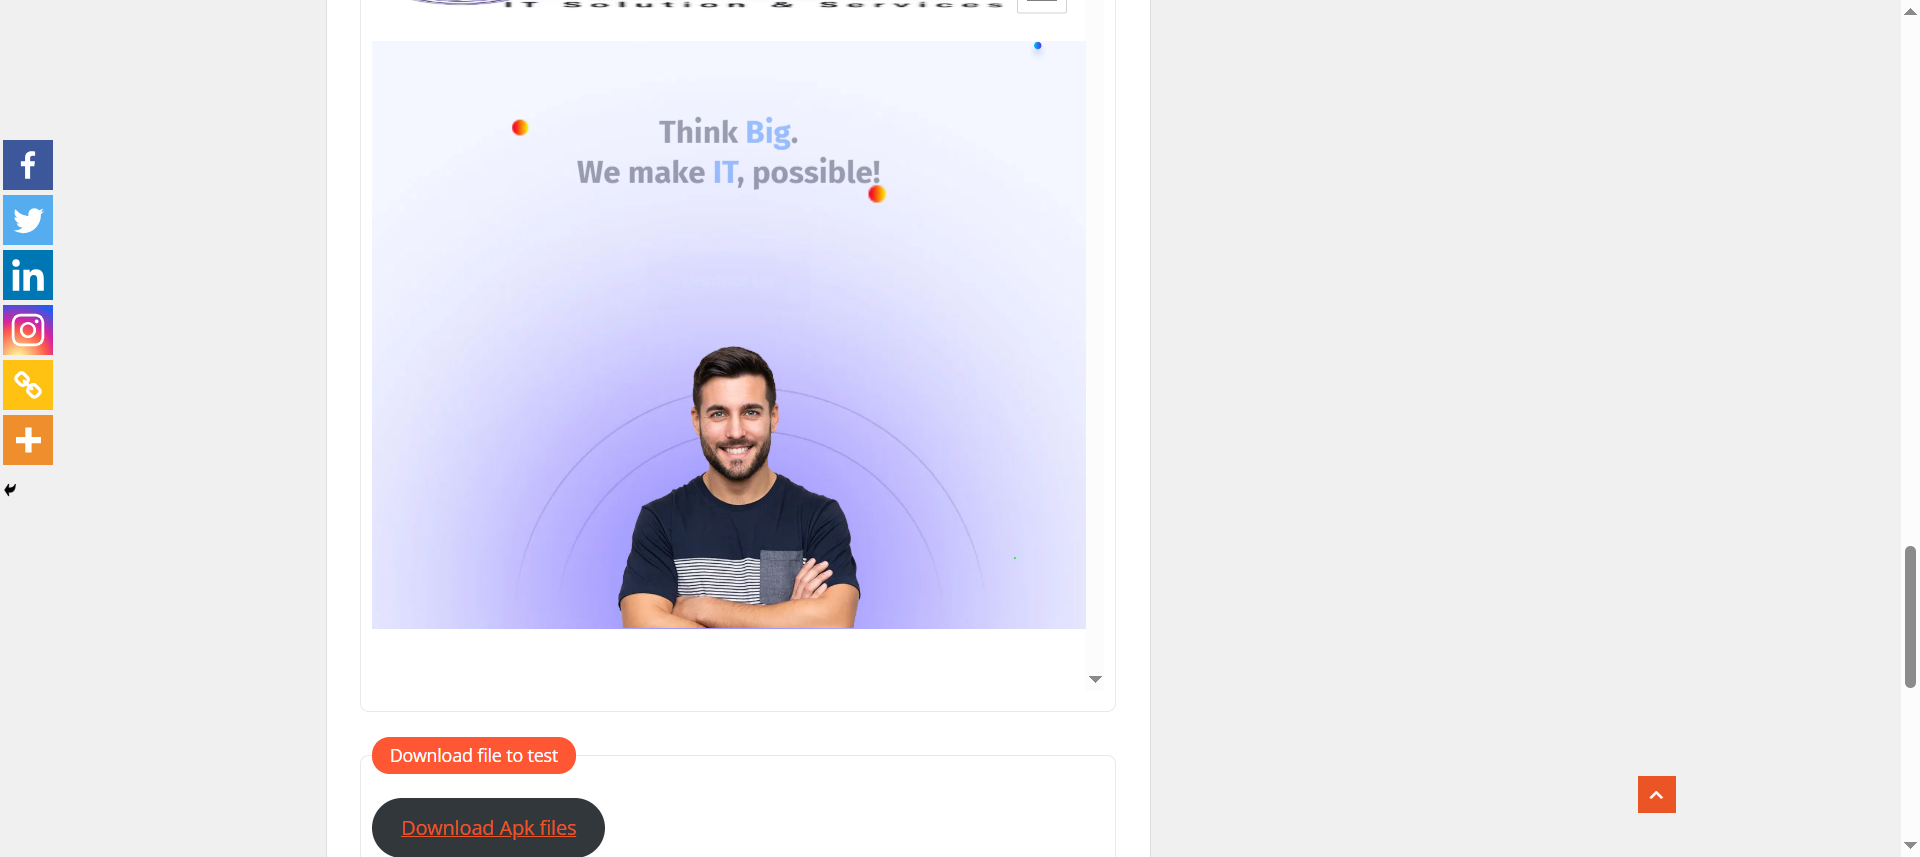 IT Solution & Services
Think Big.
We make IT, possible!
Download file to test
Download Apk files